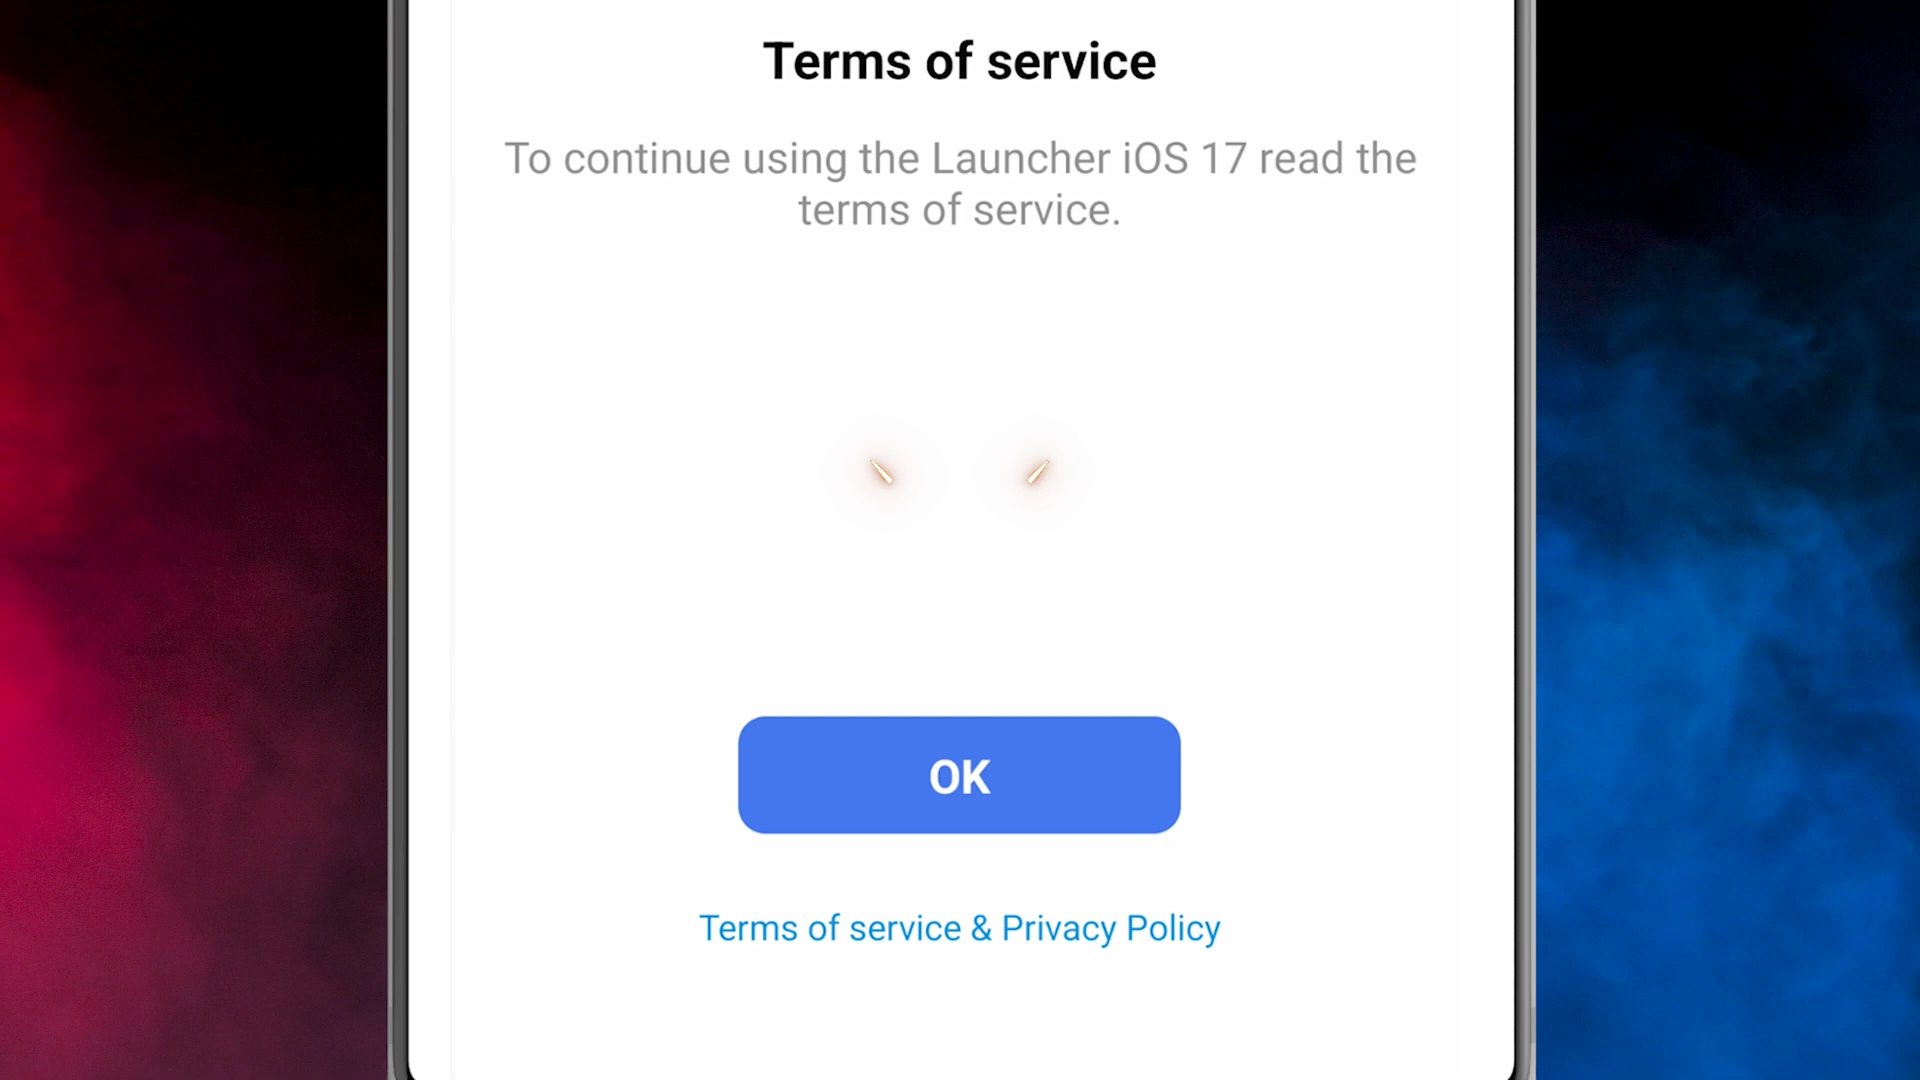 Terms of service
To continue using the Launcher iOS 17 read the
terms of service.
OK
Terms of service & Privacy Policy